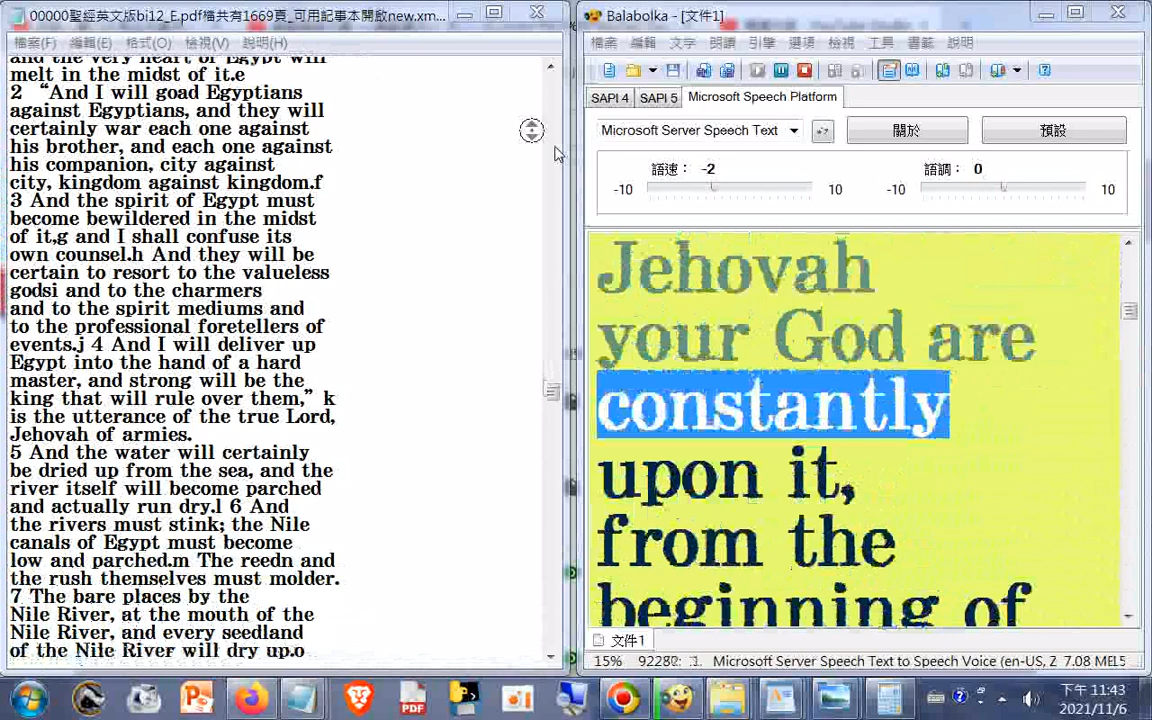 00000聖經英文版bi12_E.pdf檔共有1669頁_可用記事本開啟new.xm...
檔案(F) 編輯(E) 格式(O) 檢視(V) 說明(H)
and the very heart of Egypt will
melt in the midst of it.e
2 “And I will goad Egyptians
against Egyptians, and they will
certainly war each one against
his brother, and each one against
his companion, city against
city, kingdom against kingdom.f
3 And the spirit of Egypt must
become bewildered in the midst
of it,g and I shall confuse its
own counsel.h And they will be
certain to resort to the valueless
godsi and to the charmers
and to the spirit mediums and
to the professional foretellers of
events.j 4 And I will deliver up
Egypt into the hand of a hard
master, and strong will be the
king that will rule over them,” k
is the utterance of the true Lord,
Jehovah of armies.
5 And the water will certainly
be dried up from the sea, and the
river itself will become parched
and actually run dry.l 6 And
the rivers must stink; the Nile
canals of Egypt must become
low and parched.m The reedn and
the rush themselves must molder.
7 The bare places by the
Nile River, at the mouth of the
Nile River, and every seedland
of the Nile River will dry up.o
Balabolka - [文件1]
檔案 編輯 文字 朗讀 引擎 選項 檢視 工具 書籤 說明
SAPI 4 SAPI 5 Microsoft Speech Platform
Microsoft Server Speech Text 關於 預設
語速： -2 語調： 0
-10 10 -10 10
Jehovah
your God are
constantly
upon it,
from the
beginning of
文件1
15% Microsoff Server Speech Text to Speech Voice (en-US, Z 7.08
PDF
下午 11:43
2021/11/6